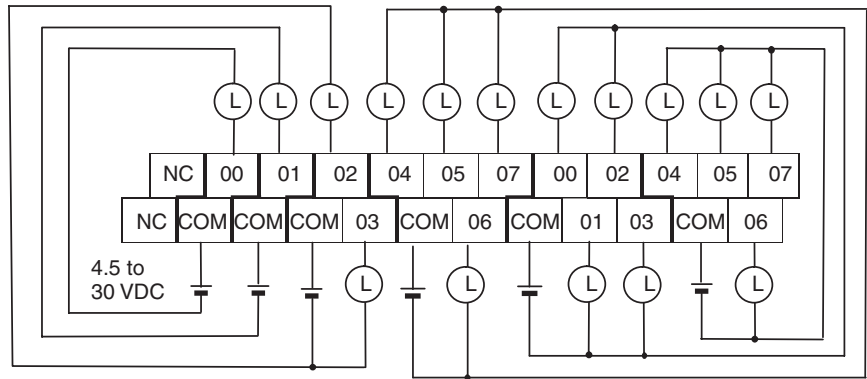 L L L L L L L L L L L
NC 00 01 02 04 05 07 00 02 04 05 07
NC COM COM COM 03 COM 06 COM 01 03 COM 06
4.5 to
30 VDC
L L L L L